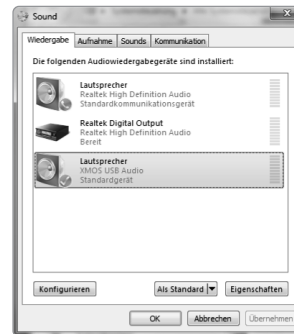 Sound
Wiedergabe Aufnahme Sounds Kommunikation
Die folgenden Audiowiedergabegeräte sind installiert:
Lautsprecher
Realtek High Definition Audio
Standardkommunikationsgerät
Realtek Digital Output
Realtek High Definition Audio
Bereit
Lautsprecher
XMOS USB Audio
Standardgerät
Konfigurieren Als Standard Eigenschaften
OK Abbrechen Übernehmen